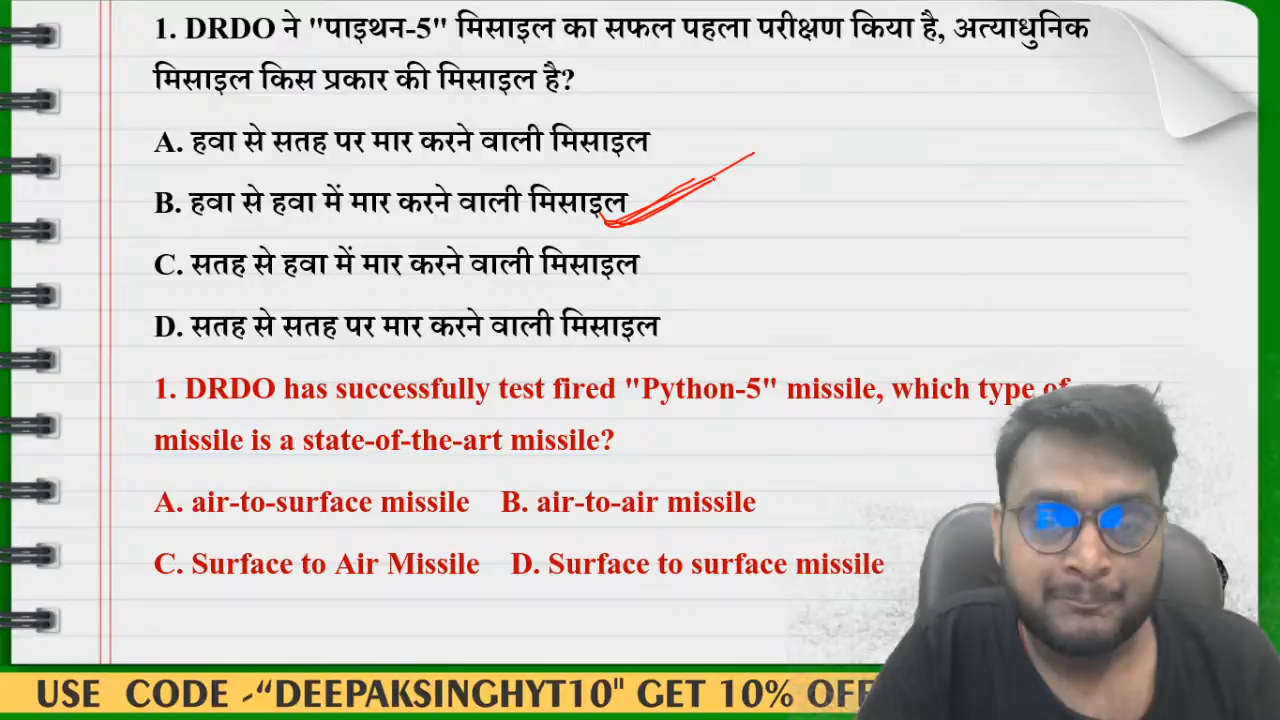 1. DRDO ने "पाइथन-5" मिसाइल का सफल पहला परीक्षण किया है, अत्याधुनिक
मिसाइल किस प्रकार की मिसाइल है?
A. हवा से सतह पर मार करने वाली मिसाइल
B. हवा से हवा में मार करने वाली मिसाइल
C. सतह से हवा में मार करने वाली मिसाइल
D. सतह से सतह पर मार करने वाली मिसाइल
1. DRDO has successfully test fired "Python-5" missile, which type of
missile is a state-of-the-art missile?
A. air-to-surface missile B. air-to-air missile
C. Surface to Air Missile D. Surface to surface missile
USE CODE -“DEEPAKSINGHYT10" GET 10% OFF